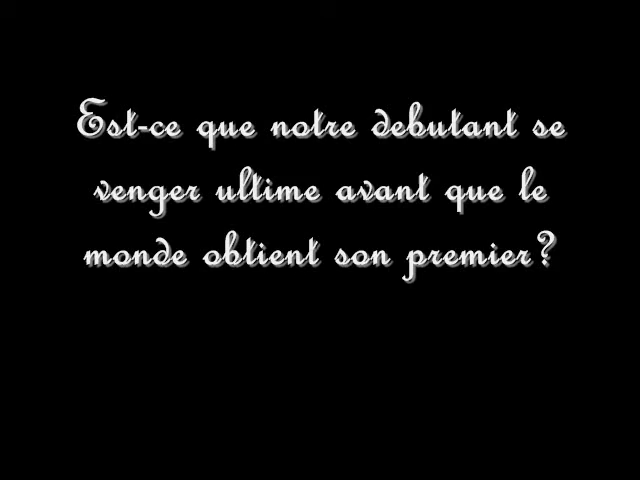 Est-ce que notre debutant se
venger ultime avant que le
monde obtient son premier?